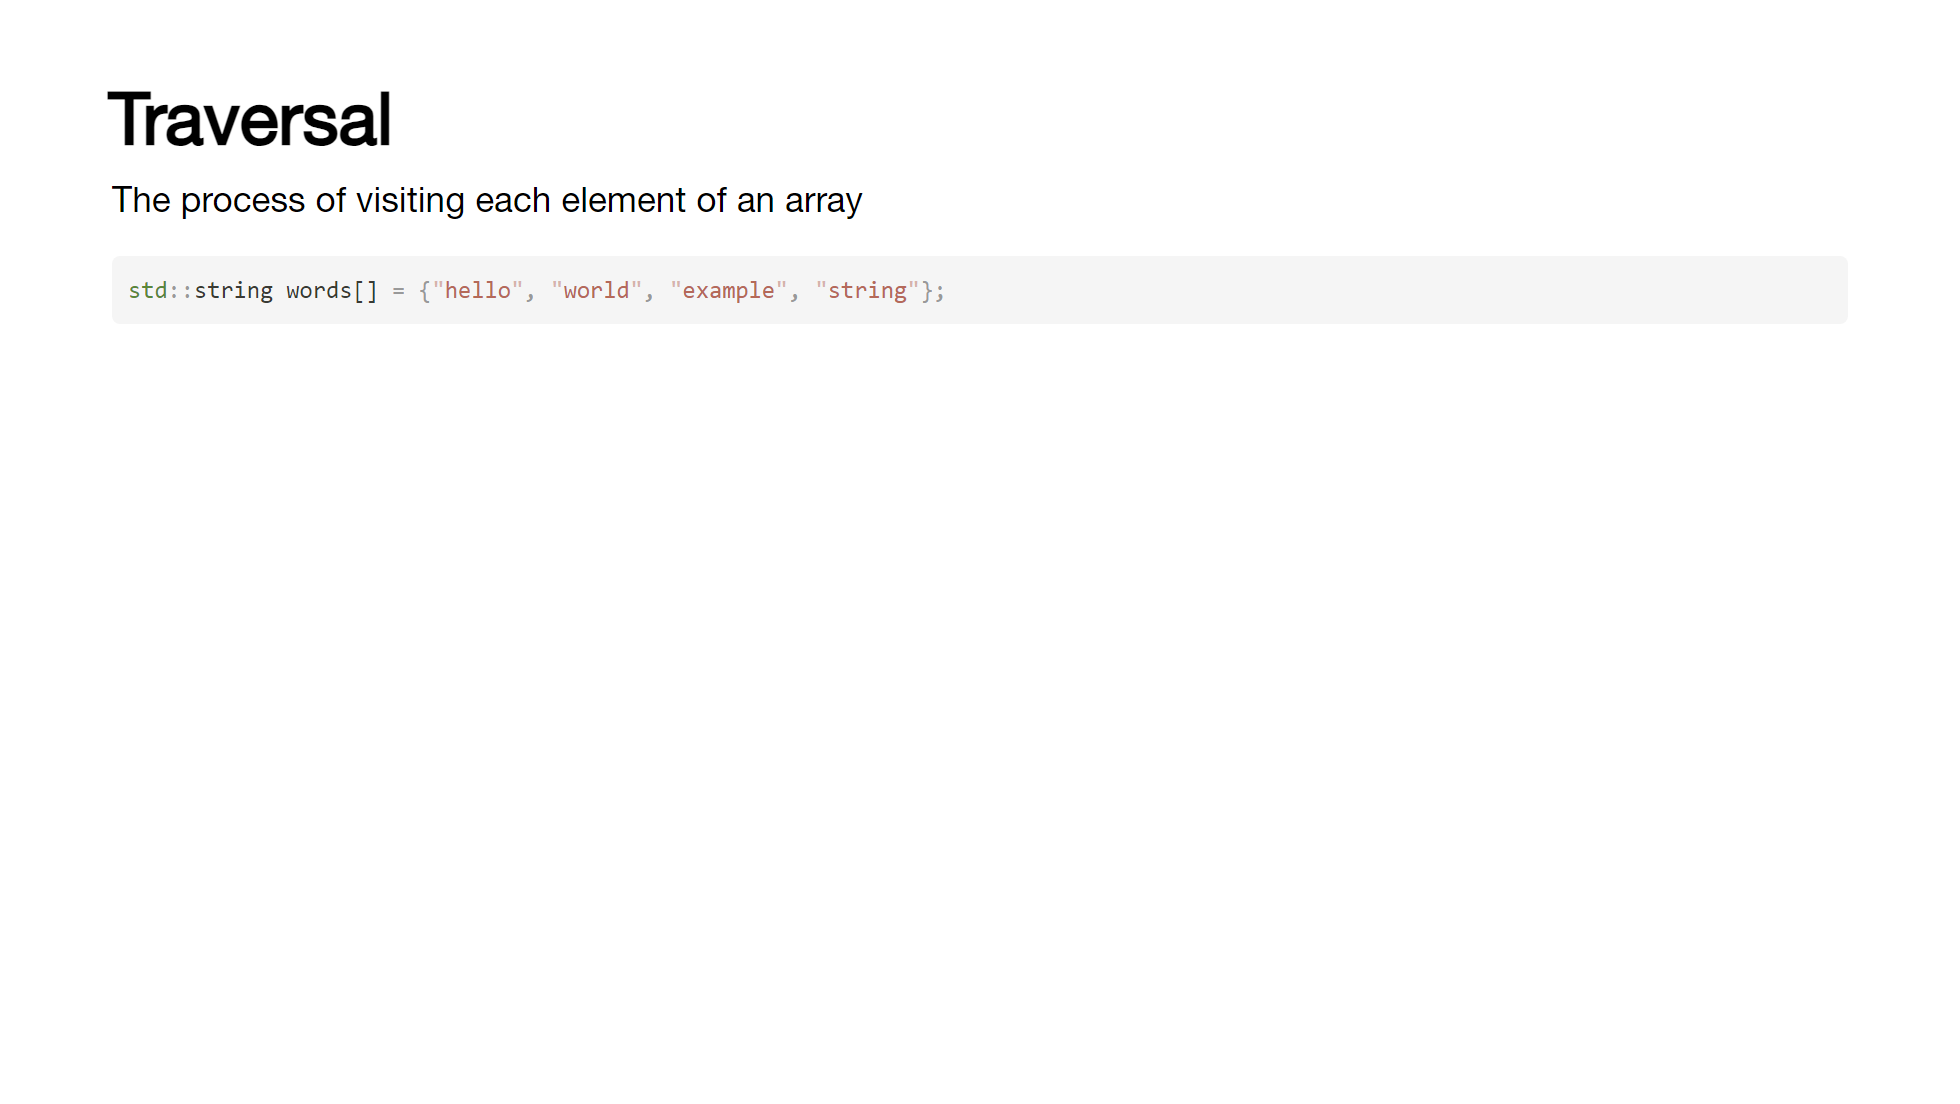 Traversal
The process of visiting each element of an array
std::string words[] = {"hello", "world", "example", "string"};